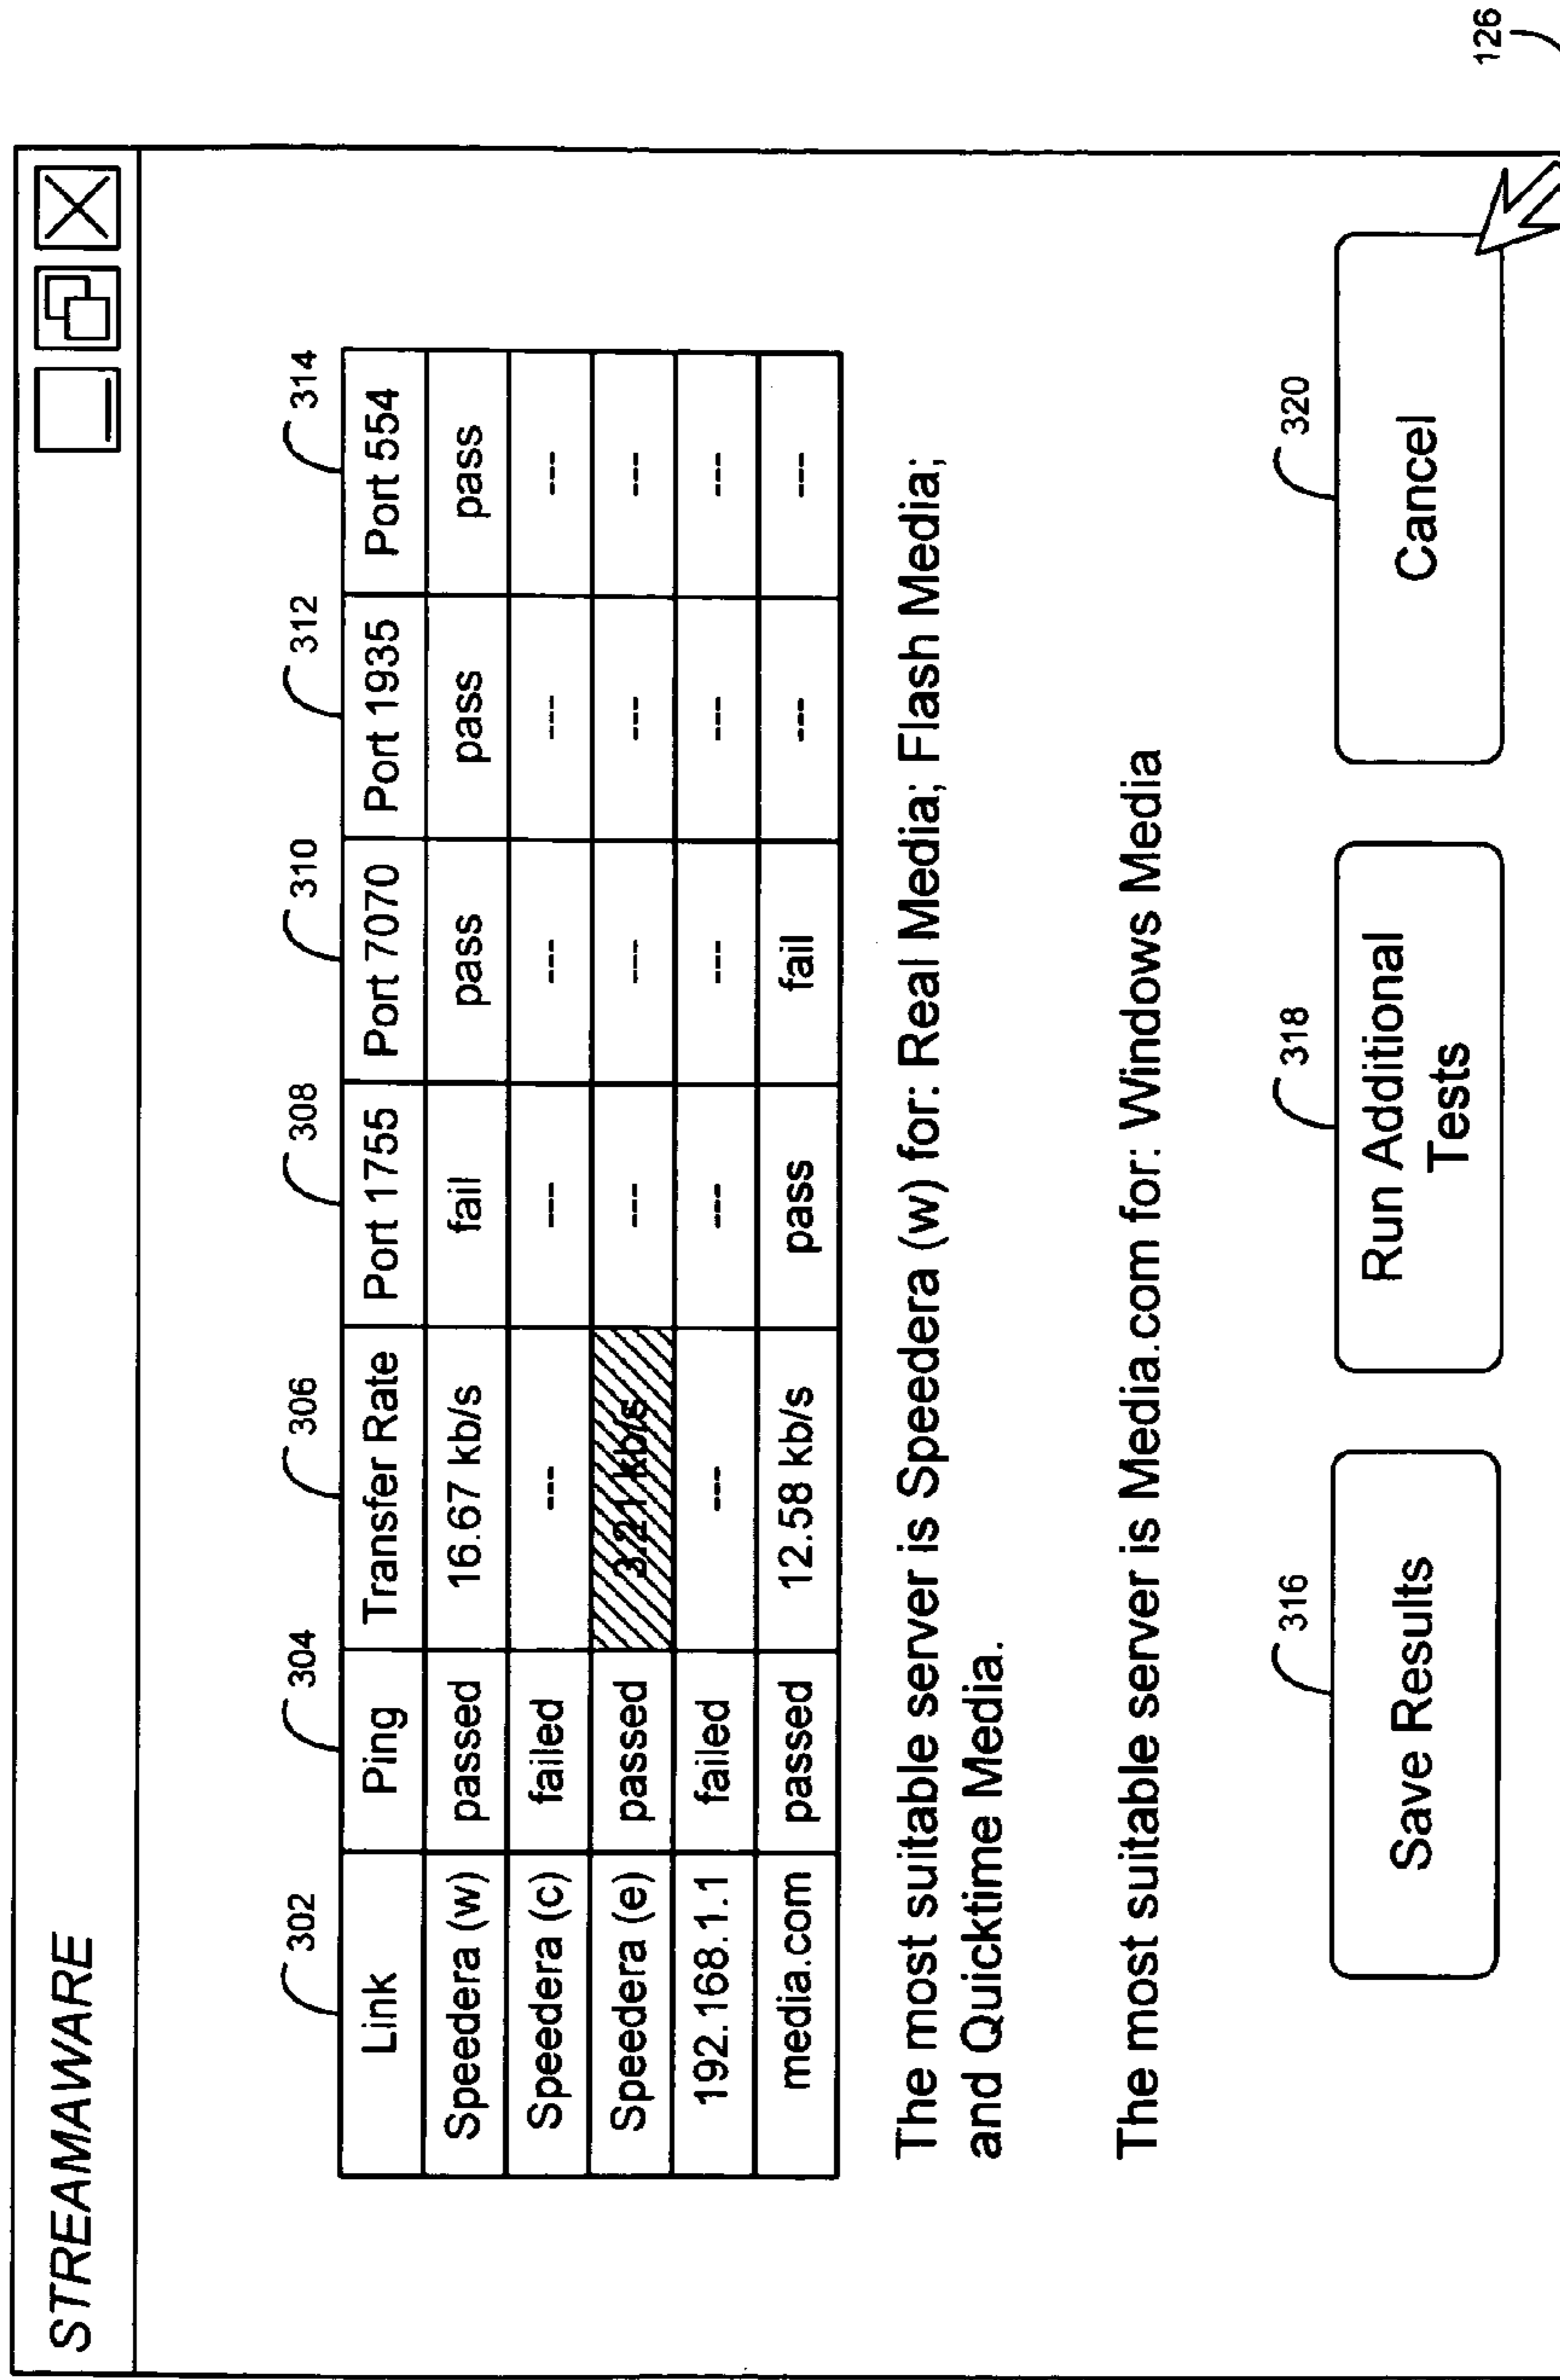 STREAMAWARE
302 304 306 308 310 312 314
Link Ping Transfer Rate Port 1755 Port 7070 Port 1935 Port 554
Speedera (w) passed 16.67 kb/s fail pass pass pass
Speedera (c) failed --- --- --- --- ---
Speedera (e) passed 3.21 kb/s --- --- --- ---
192.168.1.1 failed --- --- --- --- ---
media.com passed 12.58 kb/s pass fail --- ---
The most suitable server is Speedera (w) for: Real Media; Flash Media;
and Quicktime Media.
The most suitable server is Media.com for: Windows Media
316 318 320
Save Results
Run Additional
Tests
Cancel
126